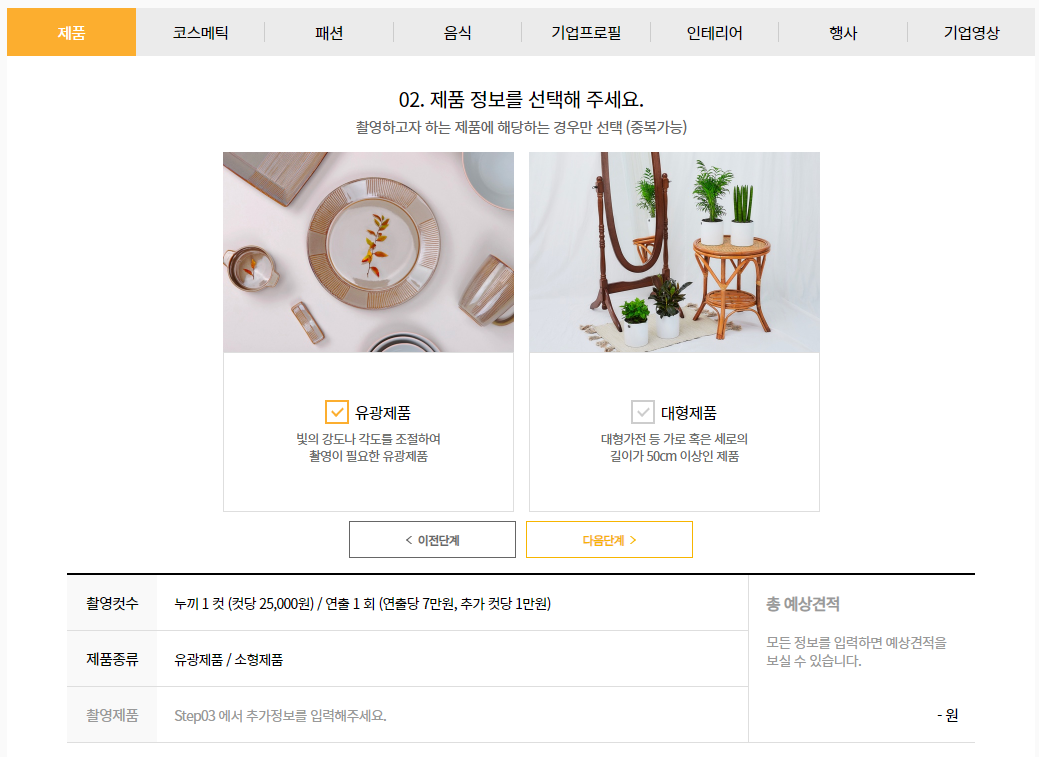 제품 코스메틱 패션 음식 기업프로필 인테리어 행사 기업영상
02. 제품 정보를 선택해 주세요.
촬영하고자 하는 제품에 해당하는 경우만 선택 (중복가능)
유광제품
빛의 강도나 각도를 조절하여
촬영이 필요한 유광제품
대형제품
대형가전 등 가로 혹은 세로의
길이가 50cm 이상인 제품
< 이전단계
다음단계 >
촬영컷수 누끼 1 컷 (컷당 25,000원) / 연출 1 회 (연출당 7만원, 추가 컷당 1만원)
제품종류 유광제품 / 소형제품
촬영제품 Step03 에서 추가정보를 입력해주세요.
총 예상견적
모든 정보를 입력하면 예상견적을
보실 수 있습니다.
- 원